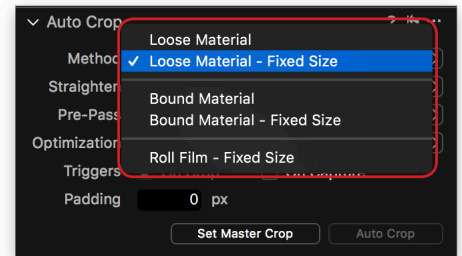 Auto Crop
Loose Material
Method
✓ Loose Material - Fixed Size
Straighten
Bound Material
Pre-Pass
Bound Material - Fixed Size
Optimization
Roll Film - Fixed Size
Triggers
Padding
0 px
Set Master Crop
Auto Crop